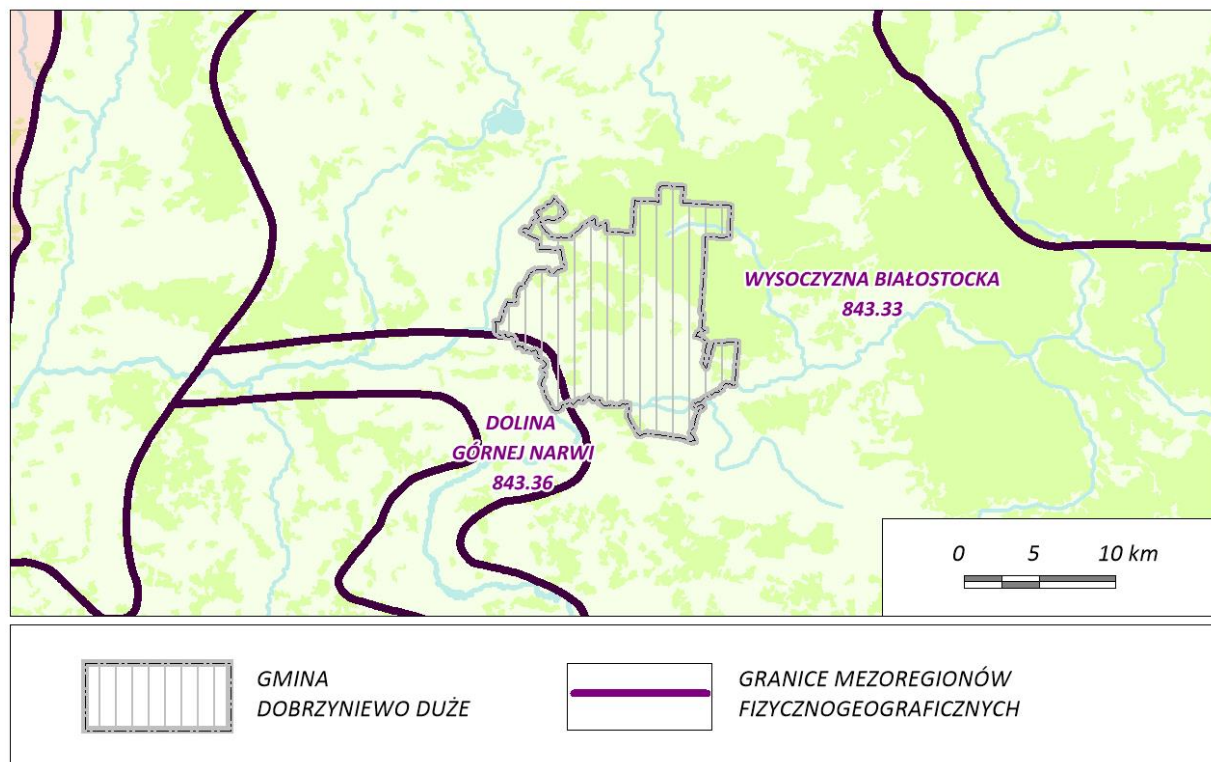 WYSOCZYZNA BIAŁOSTOCKA
843.33
DOLINA
GÓRNEJ NARWI
843.36
0 5 10 km
GMINA
DOBRZYNIEWO DUŻE
GRANICE MEZOREGIONÓW
FIZYCZNOGEOGRAFICZNYCH